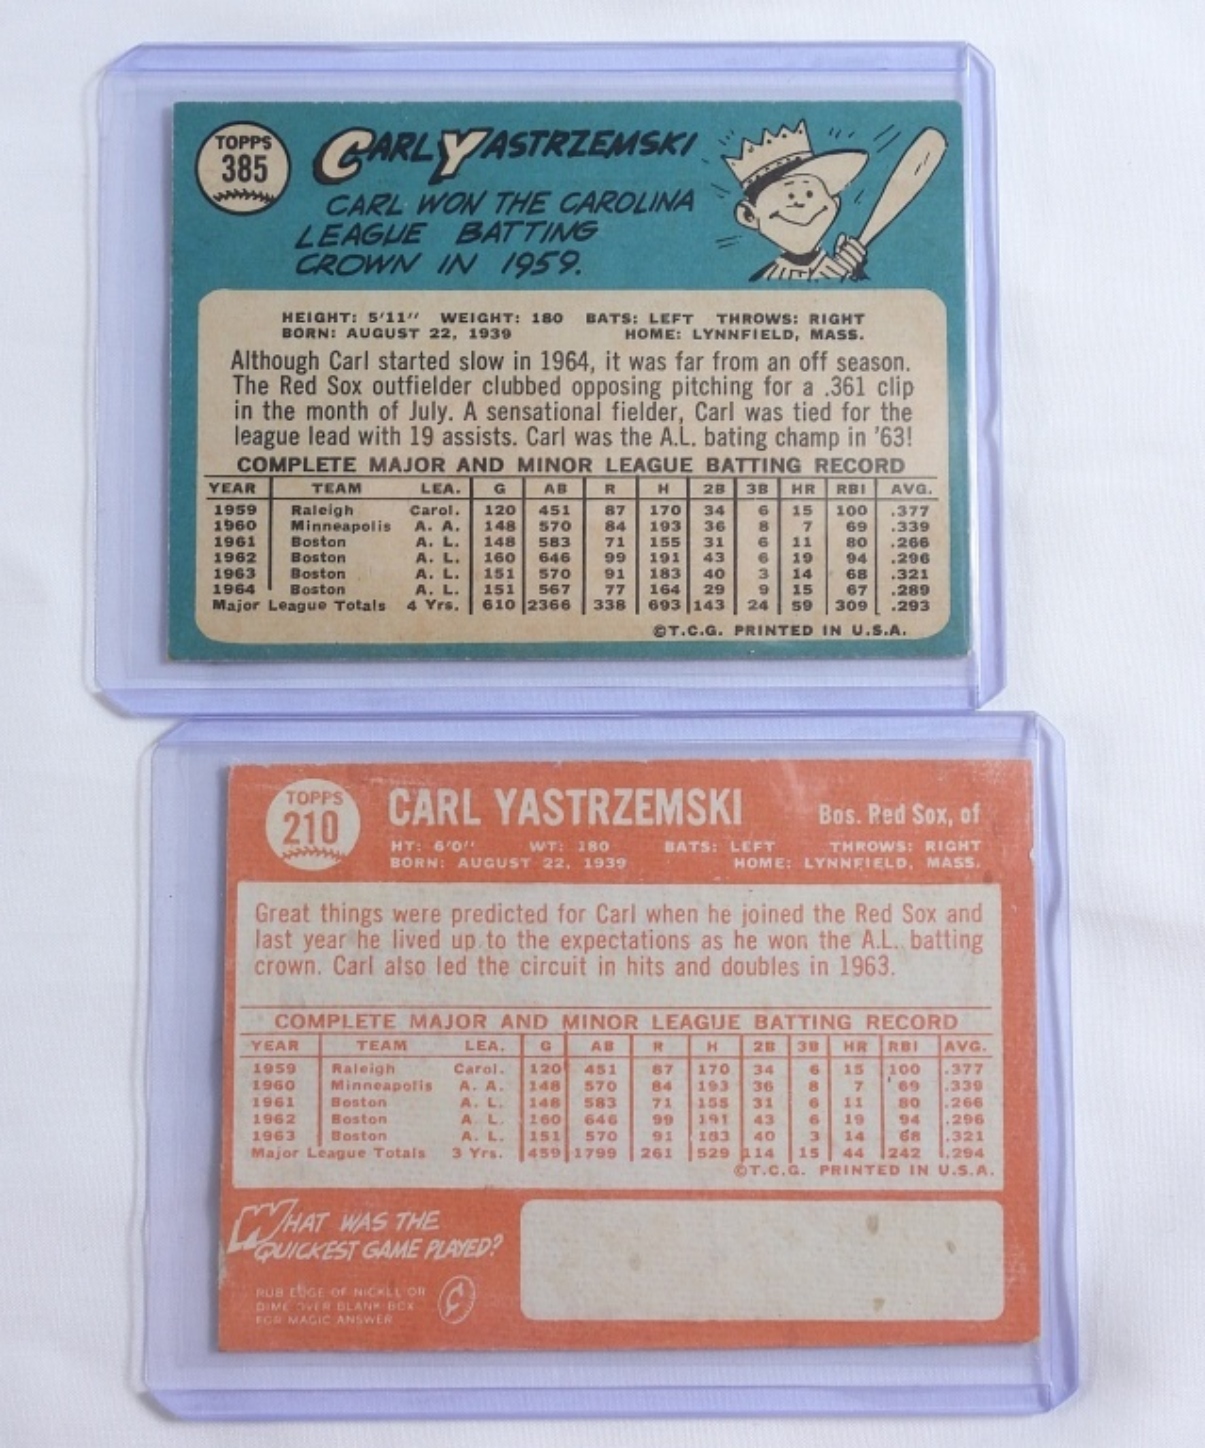 TOPPS
385
CARL YASTRZEMSKI
CARL WON THE CAROLINA
LEAGUE BATTING
CROWN IN 1959.
HEIGHT: 5'11" WEIGHT: 180 BATS: LEFT THROWS: RIGHT
BORN: AUGUST 22, 1939 HOME: LYNNFIELD, MASS.
Although Carl started slow in 1964, it was far from an off season.
The Red Sox outfielder clubbed opposing pitching for a .361 clip
in the month of July. A sensational fielder, Carl was tied for the
league lead with 19 assists. Carl was the A.L. bating champ in '63!
COMPLETE MAJOR AND MINOR LEAGUE BATTING RECORD
YEAR TEAM LEA. G AB R H 2B 3B HR RBI AVG.
1959 Raleigh Carol. 120 451 87 170 34 6 15 100 .377
1960 Minneapolis A. A. 148 570 84 193 36 8 7 69 .339
1961 Boston A. L. 148 583 71 155 31 6 11 80 .266
1962 Boston A. L. 160 646 99 191 43 6 19 94 .296
1963 Boston A. L. 151 570 91 183 40 3 14 68 .321
1964 Boston A. L. 151 567 77 164 29 9 15 67 .289
Major League Totals 4 Yrs. 610 2366 338 693 143 24 59 309 .293
©T.C.G. PRINTED IN U.S.A.
TOPPS
210
CARL YASTRZEMSKI Bos. Red Sox, of
HT: 6'0" WT: 180 BATS: LEFT THROWS: RIGHT
BORN: AUGUST 22, 1939 HOME: LYNNFIELD, MASS.
Great things were predicted for Carl when he joined the Red Sox and
last year he lived up to the expectations as he won the A.L. batting
crown. Carl also led the circuit in hits and doubles in 1963.
COMPLETE MAJOR AND MINOR LEAGUE BATTING RECORD
YEAR TEAM LEA. G AB R H 2B 3B HR RBI AVG.
1959 Raleigh Carol. 120 451 87 170 34 6 15 100 .377
1960 Minneapolis A. A. 148 570 84 193 36 8 7 69 .339
1961 Boston A. L. 148 583 71 155 31 6 11 80 .266
1962 Boston A. L. 160 646 99 191 43 6 19 94 .296
1963 Boston A. L. 151 570 91 183 40 3 14 68 .321
Major League Totals 3 Yrs. 459 1799 261 529 114 15 44 242 .294
©T.C.G. PRINTED IN U.S.A.
WHAT WAS THE
QUICKEST GAME PLAYED?
RUB EDGE OF NICKEL OR
DIME OVER BLANK BOX
FOR MAGIC ANSWER
¢